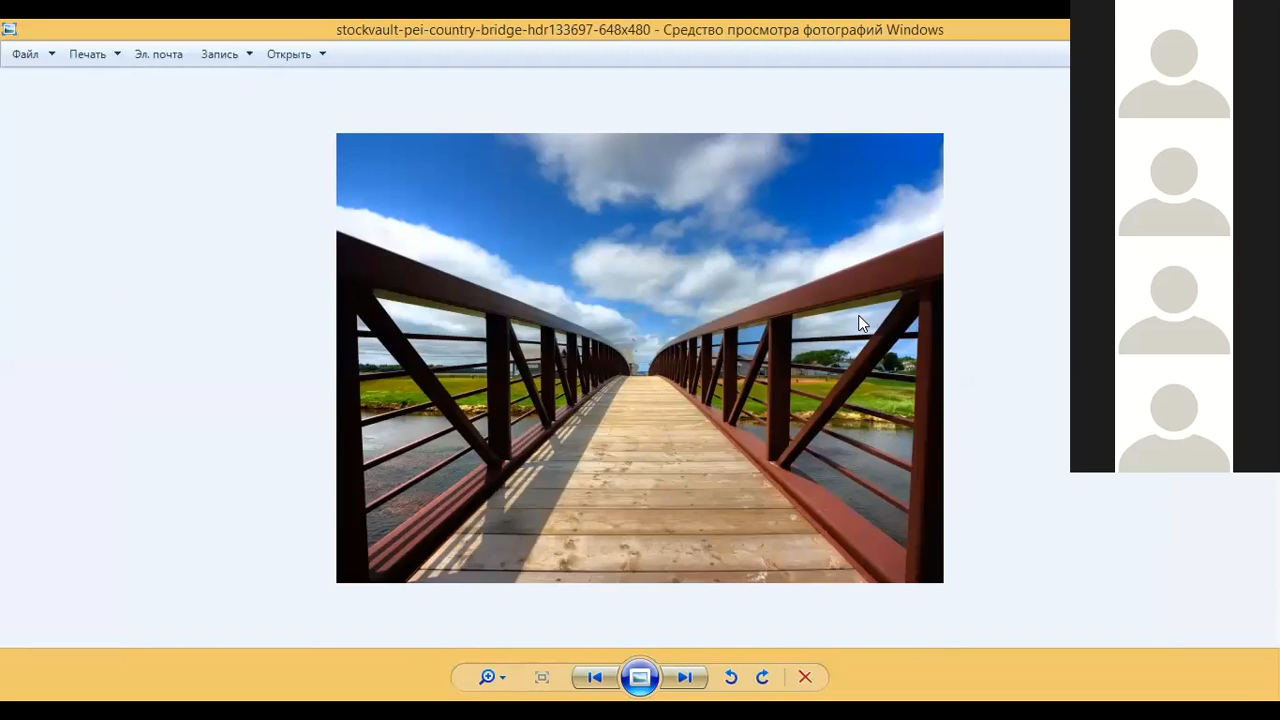 stockvault-pei-country-bridge-hdr133697-648x480 - Средство просмотра фотографий Windows
Файл Печать Эл. почта Запись Открыть